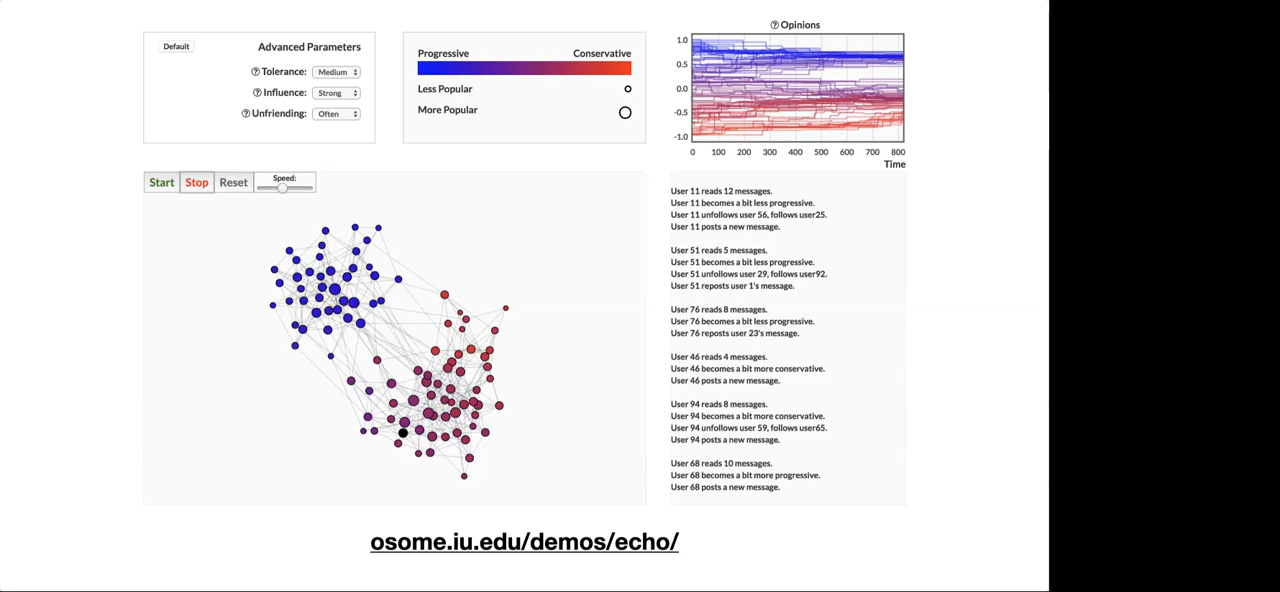 Default
Advanced Parameters
? Tolerance: Medium
? Influence: Strong
? Unfriending: Often
Progressive Conservative
Less Popular
More Popular
? Opinions
1.0
0.5
0.0
-0.5
-1.0
0 100 200 300 400 500 600 700 800
Time
Start Stop Reset Speed:
User 11 reads 12 messages.
User 11 becomes a bit less progressive.
User 11 unfollows user 56, follows user25.
User 11 posts a new message.
User 51 reads 5 messages.
User 51 becomes a bit less progressive.
User 51 unfollows user 29, follows user92.
User 51 reposts user 1's message.
User 76 reads 8 messages.
User 76 becomes a bit less progressive.
User 76 reposts user 23's message.
User 46 reads 4 messages.
User 46 becomes a bit more conservative.
User 46 posts a new message.
User 94 reads 8 messages.
User 94 becomes a bit more conservative.
User 94 unfollows user 59, follows user65.
User 94 posts a new message.
User 68 reads 10 messages.
User 68 becomes a bit more progressive.
User 68 posts a new message.
osome.iu.edu/demos/echo/